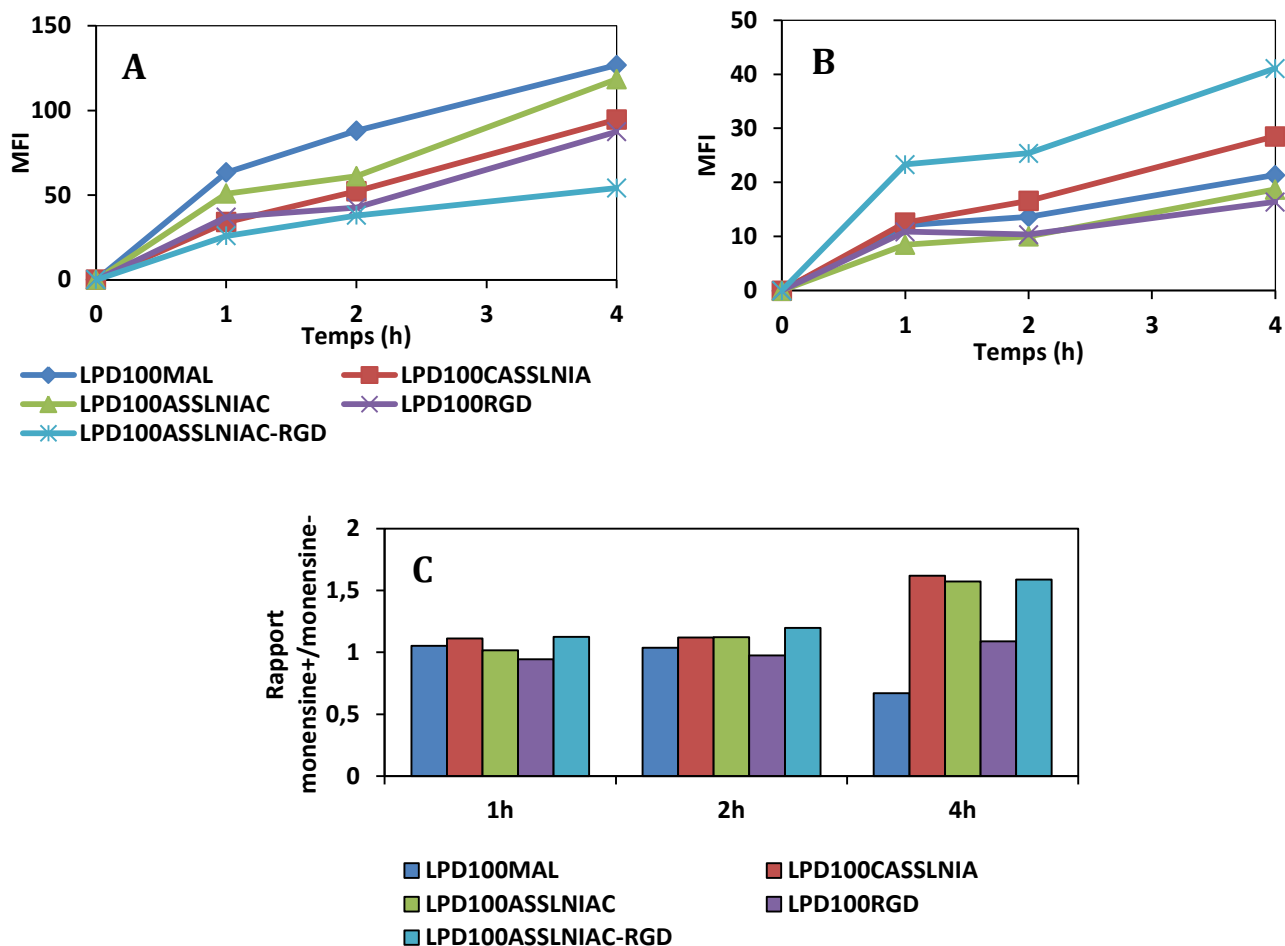 A
MFI
150
100
50
0
0 1 2 3 4
Temps (h)
B
MFI
50
40
30
20
10
0
0 1 2 3 4
Temps (h)
LPD100MAL LPD100CASSLNIA
LPD100ASSLNIAC LPD100RGD
LPD100ASSLNIAC-RGD
C
Rapport
monensine+/monensine-
2
1,5
1
0,5
0
1h 2h 4h
LPD100MAL LPD100CASSLNIA
LPD100ASSLNIAC LPD100RGD
LPD100ASSLNIAC-RGD